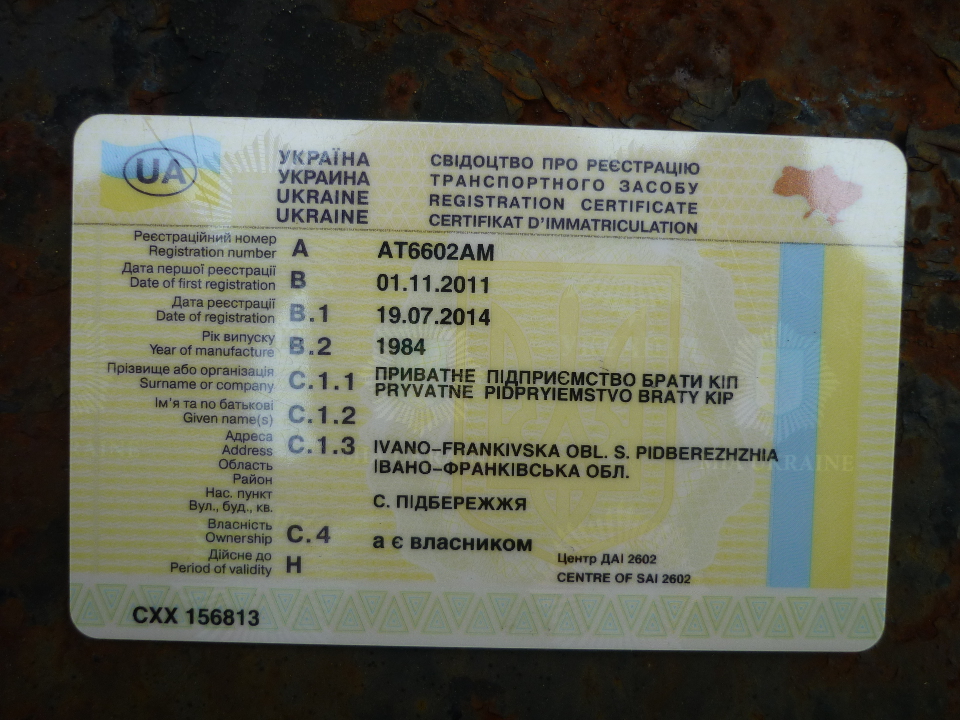 UA
УКРАЇНА
УКРАИНА
UKRAINE
UKRAINE
СВІДОЦТВО ПРО РЕЄСТРАЦІЮ
ТРАНСПОРТНОГО ЗАСОБУ
REGISTRATION CERTIFICATE
CERTIFIKAT D'IMMATRICULATION
Реєстраційний номер
Registration number A AT6602AM
Дата першої реєстрації
Date of first registration B 01.11.2011
Дата реєстрації
Date of registration B.1 19.07.2014
Рік випуску
Year of manufacture B.2 1984
Прізвище або організація
Surname or company C.1.1 ПРИВАТНЕ ПІДПРИЄМСТВО БРАТИ КІП
PRYVATNE PIDPRYIEMSTVO BRATY KIP
Ім'я та по батькові
Given name(s) C.1.2
Адреса
Address C.1.3 IVANO-FRANKIVSKA OBL. S. PIDBEREZHZHIA
Область ІВАНО-ФРАНКІВСЬКА ОБЛ.
Район
Нас. пункт
Вул., буд., кв. С. ПІДБЕРЕЖЖЯ
Власність
Ownership C.4 а є власником
Дійсне до
Period of validity H
Центр ДАІ 2602
CENTRE OF SAI 2602
CXX 156813